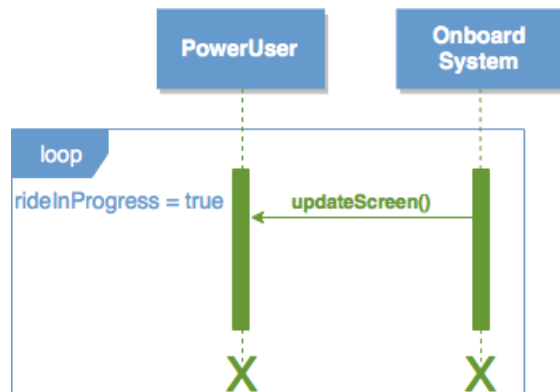 PowerUser
Onboard
System
loop
rideInProgress = true
updateScreen()
X
X